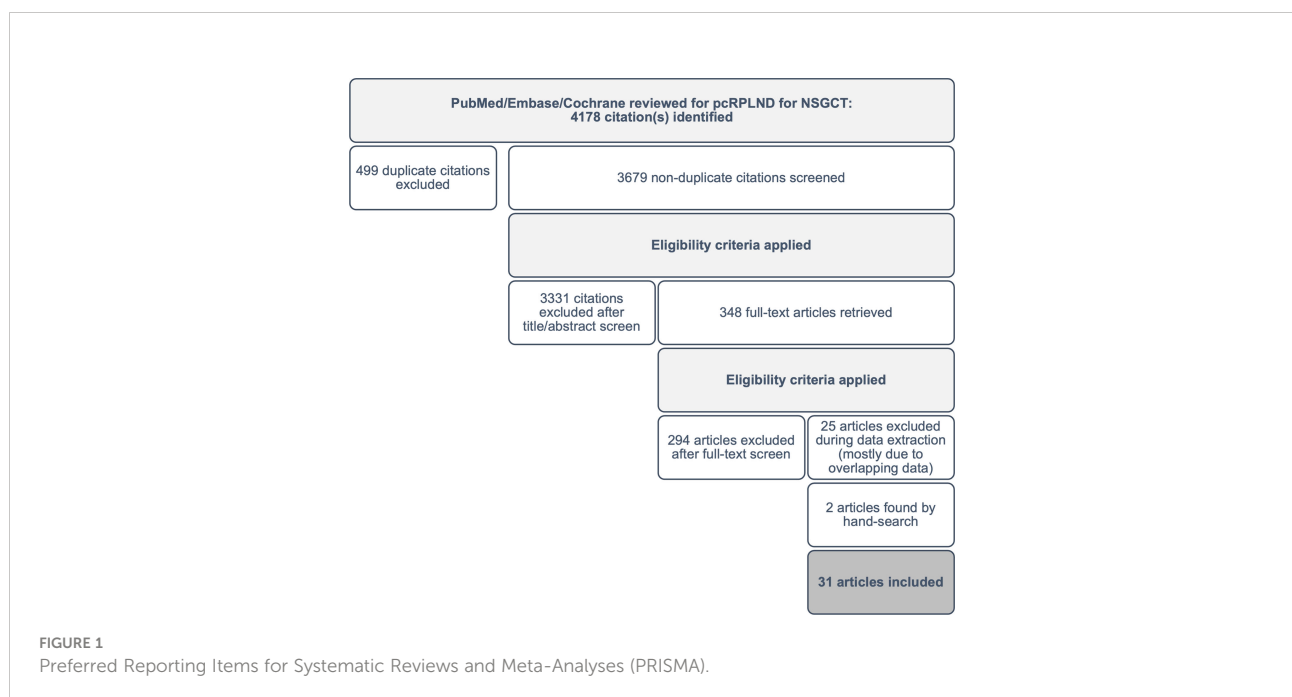 PubMed/Embase/Cochrane reviewed for pcRPLND for NSGCT:
4178 citation(s) identified
499 duplicate citations
excluded
3679 non-duplicate citations screened
Eligibility criteria applied
3331 citations
excluded after
title/abstract screen
348 full-text articles retrieved
Eligibility criteria applied
294 articles excluded
after full-text screen
25 articles excluded
during data extraction
(mostly due to
overlapping data)
2 articles found by
hand-search
31 articles included
FIGURE 1
Preferred Reporting Items for Systematic Reviews and Meta-Analyses (PRISMA).